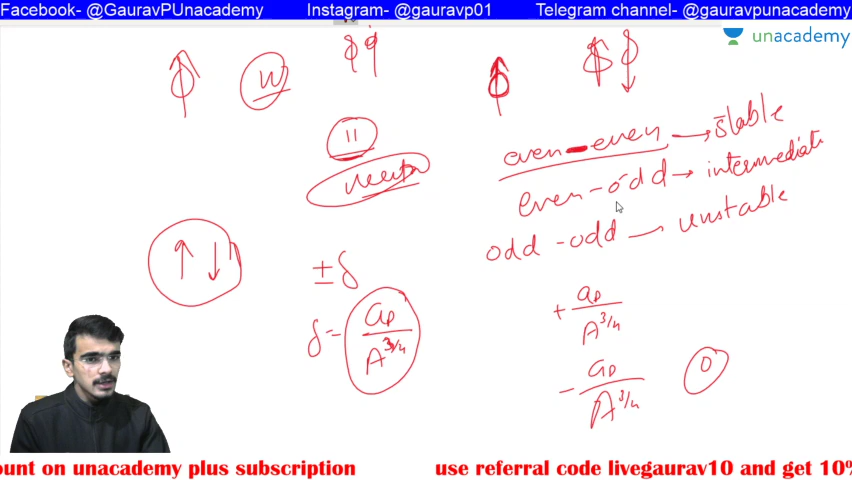 Facebook- @GauravPUnacademy Instagram- @gauravp01 Telegram channel- @gauravpunacademy
unacademy
even-even → stable
even-odd → intermediate
odd-odd → unstable
±δ
δ = aₚ/A^3/4
+ aₚ/A^3/4
- aₚ/A^3/4 0
ount on unacademy plus subscription use referral code livegaurav10 and get 10%